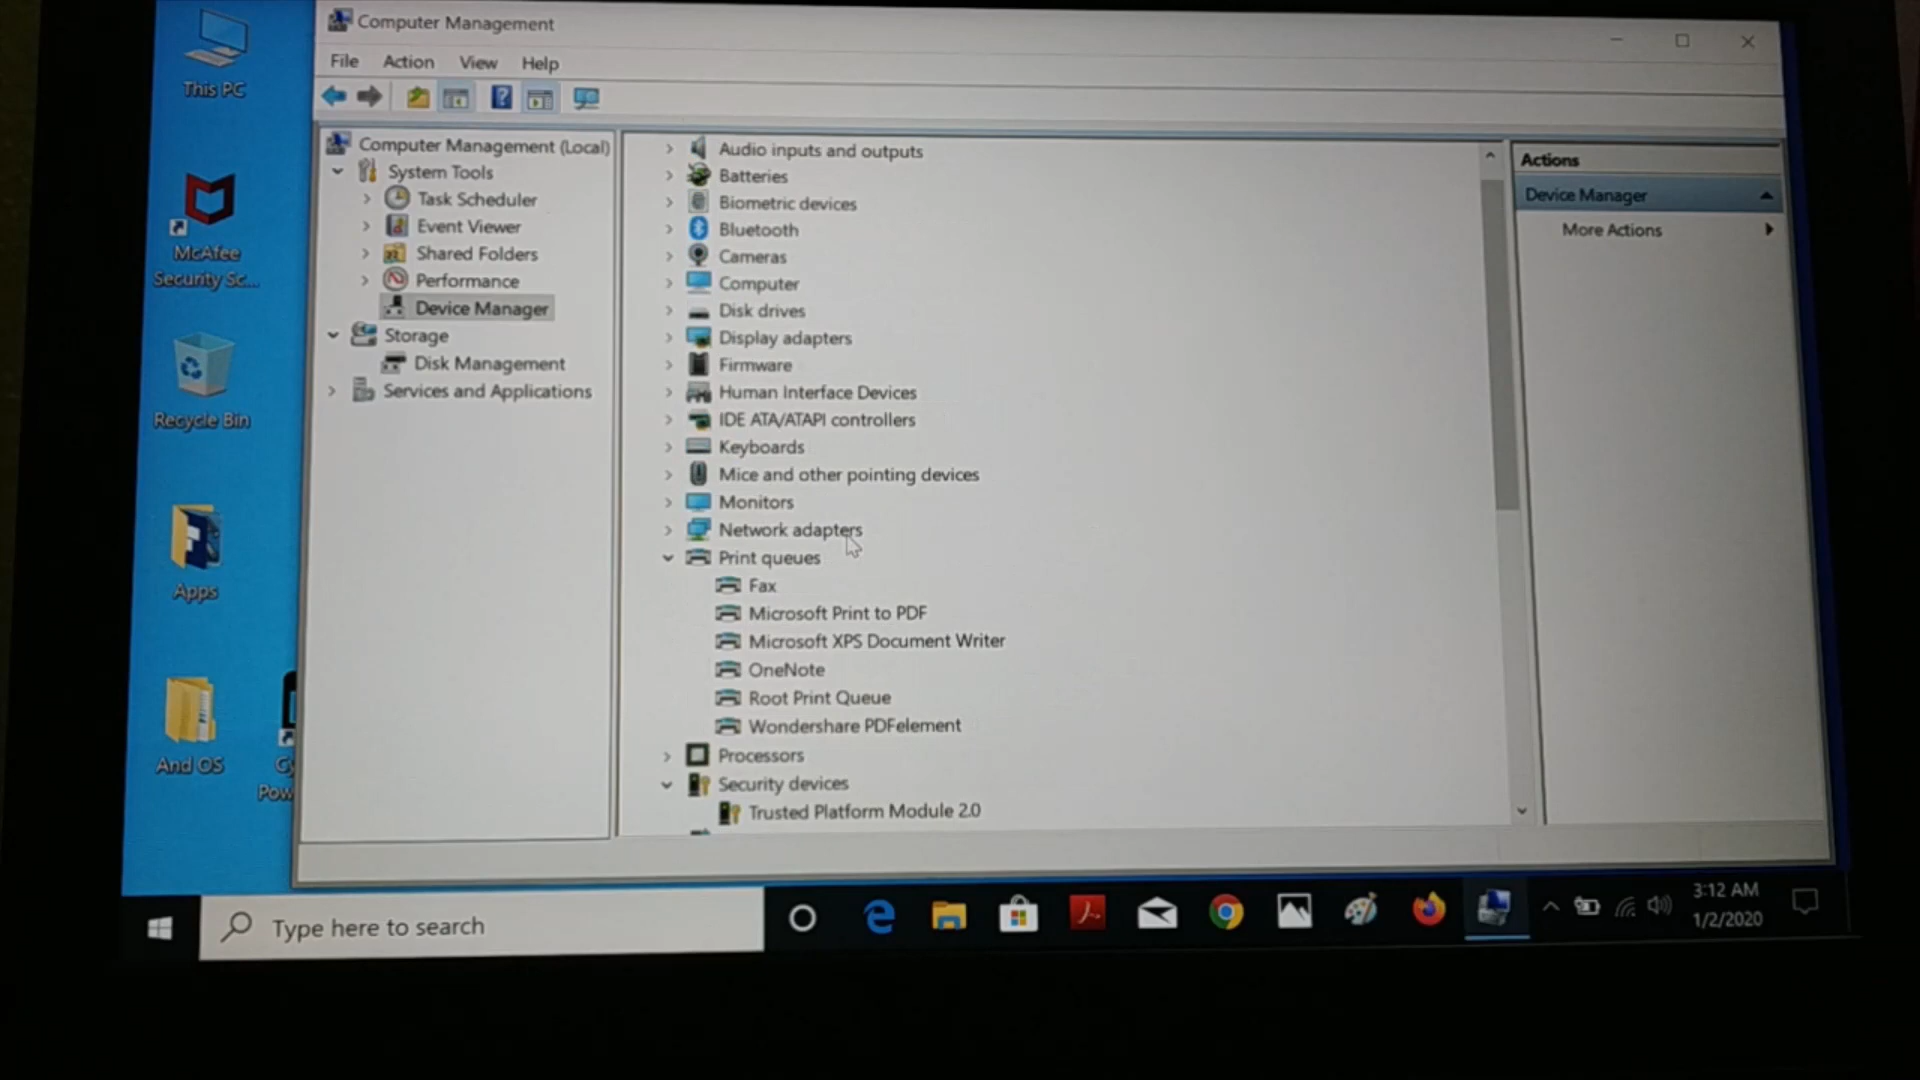 This PC
McAfee
Security Sc...
Recycle Bin
Apps
And OS
Pow
Computer Management
File Action View Help
Computer Management (Local)
System Tools
Task Scheduler
Event Viewer
Shared Folders
Performance
Device Manager
Storage
Disk Management
Services and Applications
Audio inputs and outputs
Batteries
Biometric devices
Bluetooth
Cameras
Computer
Disk drives
Display adapters
Firmware
Human Interface Devices
IDE ATA/ATAPI controllers
Keyboards
Mice and other pointing devices
Monitors
Network adapters
Print queues
Fax
Microsoft Print to PDF
Microsoft XPS Document Writer
OneNote
Root Print Queue
Wondershare PDFelement
Processors
Security devices
Trusted Platform Module 2.0
Actions
Device Manager
More Actions
Type here to search
3:12 AM
1/2/2020